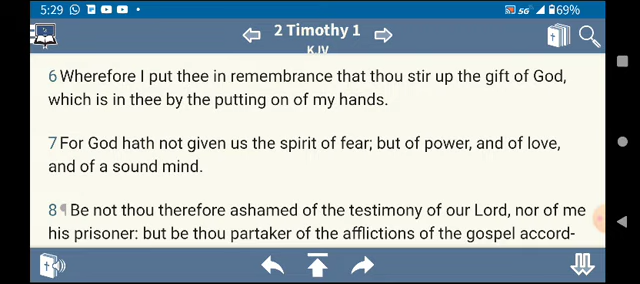 5:29 5G 69%
2 Timothy 1
KJV
6 Wherefore I put thee in remembrance that thou stir up the gift of God,
which is in thee by the putting on of my hands.
7 For God hath not given us the spirit of fear; but of power, and of love,
and of a sound mind.
8 ¶ Be not thou therefore ashamed of the testimony of our Lord, nor of me
his prisoner: but be thou partaker of the afflictions of the gospel accord-